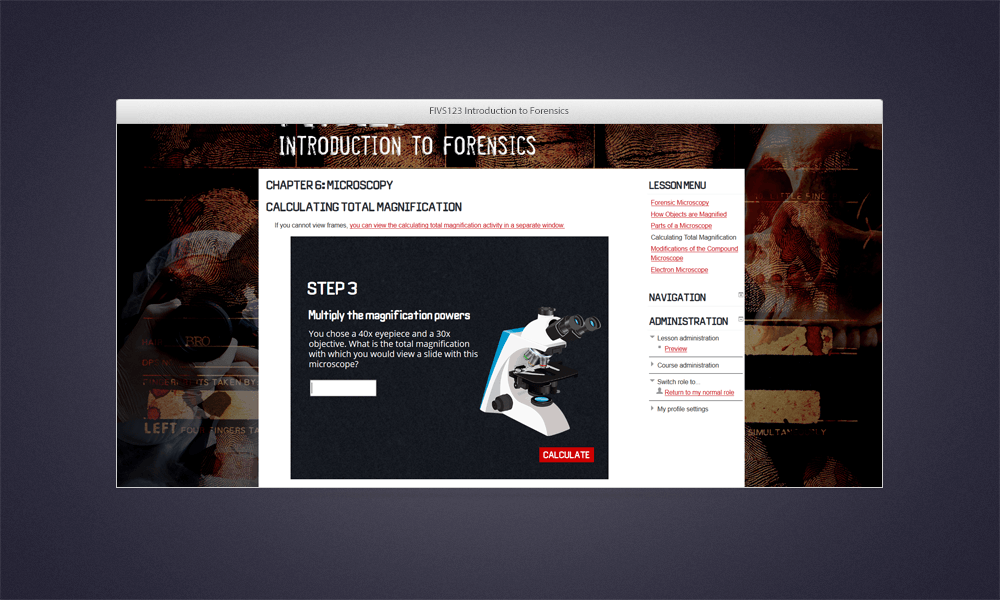 FIVS123 Introduction to Forensics
INTRODUCTION TO FORENSICS
CHAPTER 6: MICROSCOPY
CALCULATING TOTAL MAGNIFICATION
If you cannot view frames, you can view the calculating total magnification activity in a separate window.
STEP 3
Multiply the magnification powers
You chose a 40x eyepiece and a 30x
objective. What is the total magnification
with which you would view a slide with this
microscope?
CALCULATE
LESSON MENU
Forensic Microscopy
How Objects are Magnified
Parts of a Microscope
Calculating Total Magnification
Modifications of the Compound
Microscope
Electron Microscope
NAVIGATION
ADMINISTRATION
Lesson administration
Preview
Course administration
Switch role to...
Return to my normal role
My profile settings
BRO
TS TAKEN BY
LEFT FOUR FINGERS TA